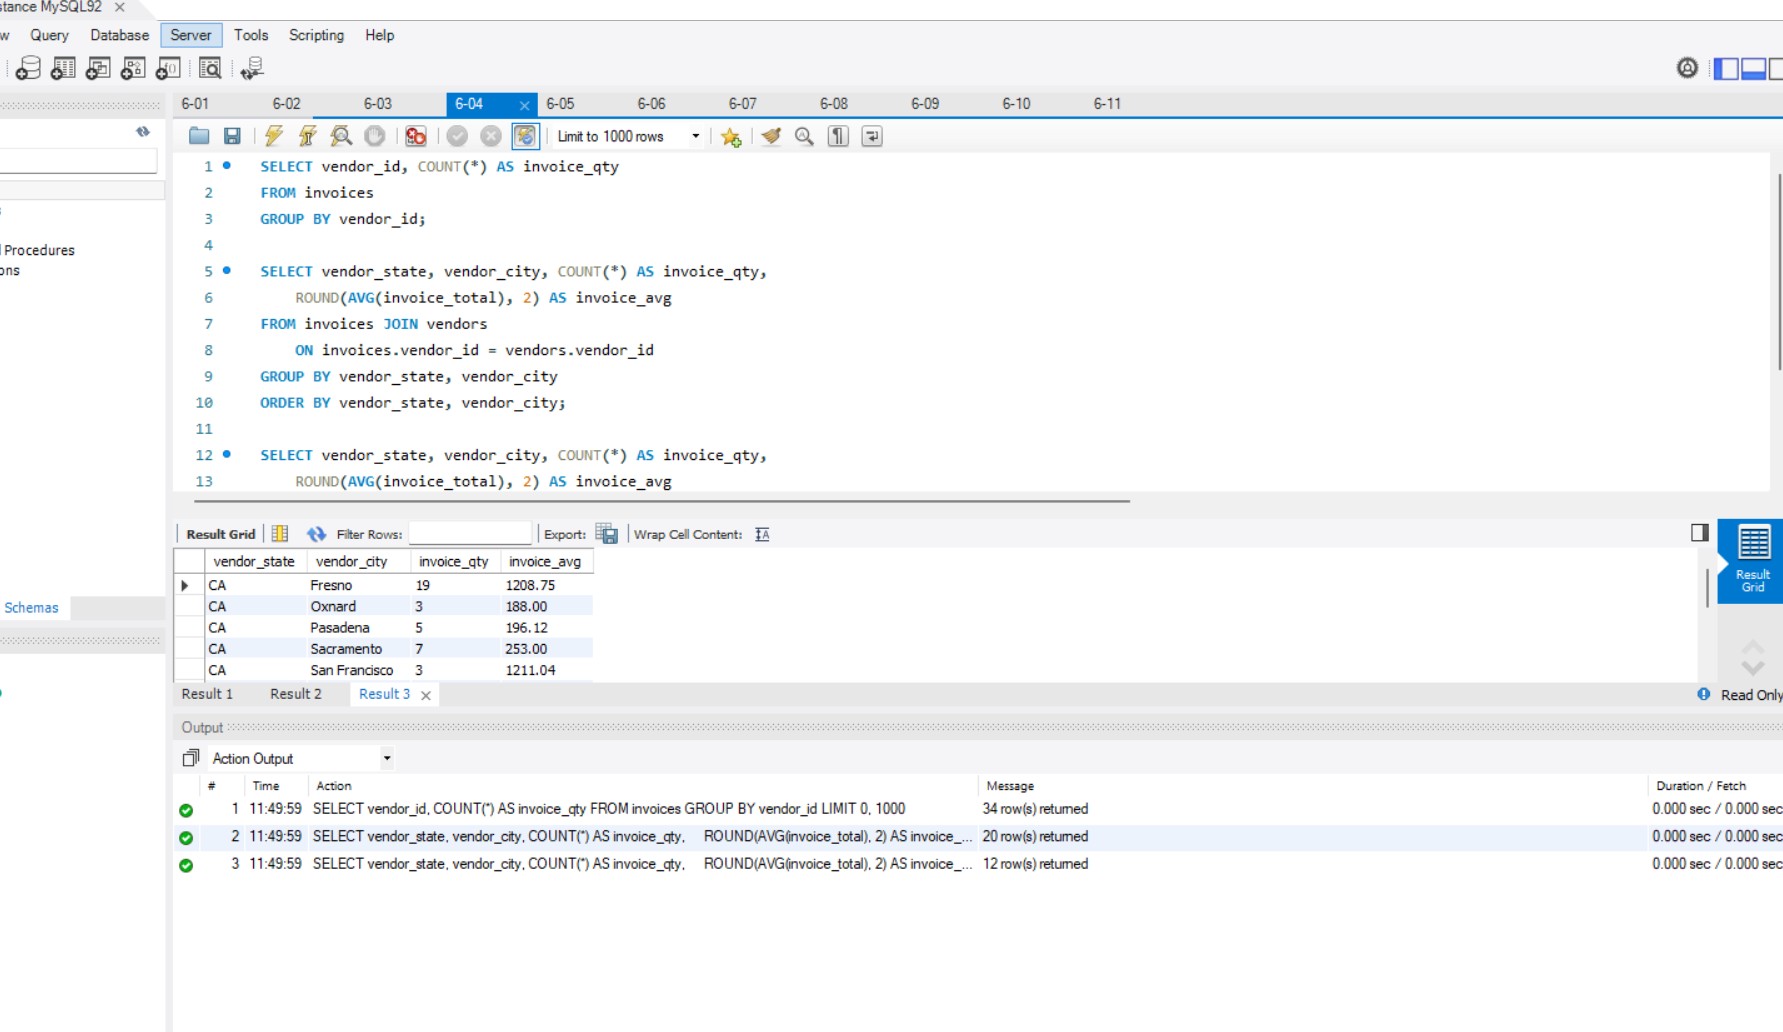 stance MySQL92
w Query Database Server Tools Scripting Help
6-01 6-02 6-03 6-04 6-05 6-06 6-07 6-08 6-09 6-10 6-11
Limit to 1000 rows
1 SELECT vendor_id, COUNT(*) AS invoice_qty
2 FROM invoices
3 GROUP BY vendor_id;
4
5 SELECT vendor_state, vendor_city, COUNT(*) AS invoice_qty,
6 ROUND(AVG(invoice_total), 2) AS invoice_avg
7 FROM invoices JOIN vendors
8 ON invoices.vendor_id = vendors.vendor_id
9 GROUP BY vendor_state, vendor_city
10 ORDER BY vendor_state, vendor_city;
11
12 SELECT vendor_state, vendor_city, COUNT(*) AS invoice_qty,
13 ROUND(AVG(invoice_total), 2) AS invoice_avg
Procedures
ons
Schemas
Result Grid Filter Rows: Export: Wrap Cell Content:
vendor_state vendor_city invoice_qty invoice_avg
CA Fresno 19 1208.75
CA Oxnard 3 188.00
CA Pasadena 5 196.12
CA Sacramento 7 253.00
CA San Francisco 3 1211.04
Result
Grid
Result 1 Result 2 Result 3 Read Only
Output
Action Output
# Time Action Message Duration / Fetch
1 11:49:59 SELECT vendor_id, COUNT(*) AS invoice_qty FROM invoices GROUP BY vendor_id LIMIT 0, 1000 34 row(s) returned 0.000 sec / 0.000 sec
2 11:49:59 SELECT vendor_state, vendor_city, COUNT(*) AS invoice_qty, ROUND(AVG(invoice_total), 2) AS invoice_... 20 row(s) returned 0.000 sec / 0.000 sec
3 11:49:59 SELECT vendor_state, vendor_city, COUNT(*) AS invoice_qty, ROUND(AVG(invoice_total), 2) AS invoice_... 12 row(s) returned 0.000 sec / 0.000 sec